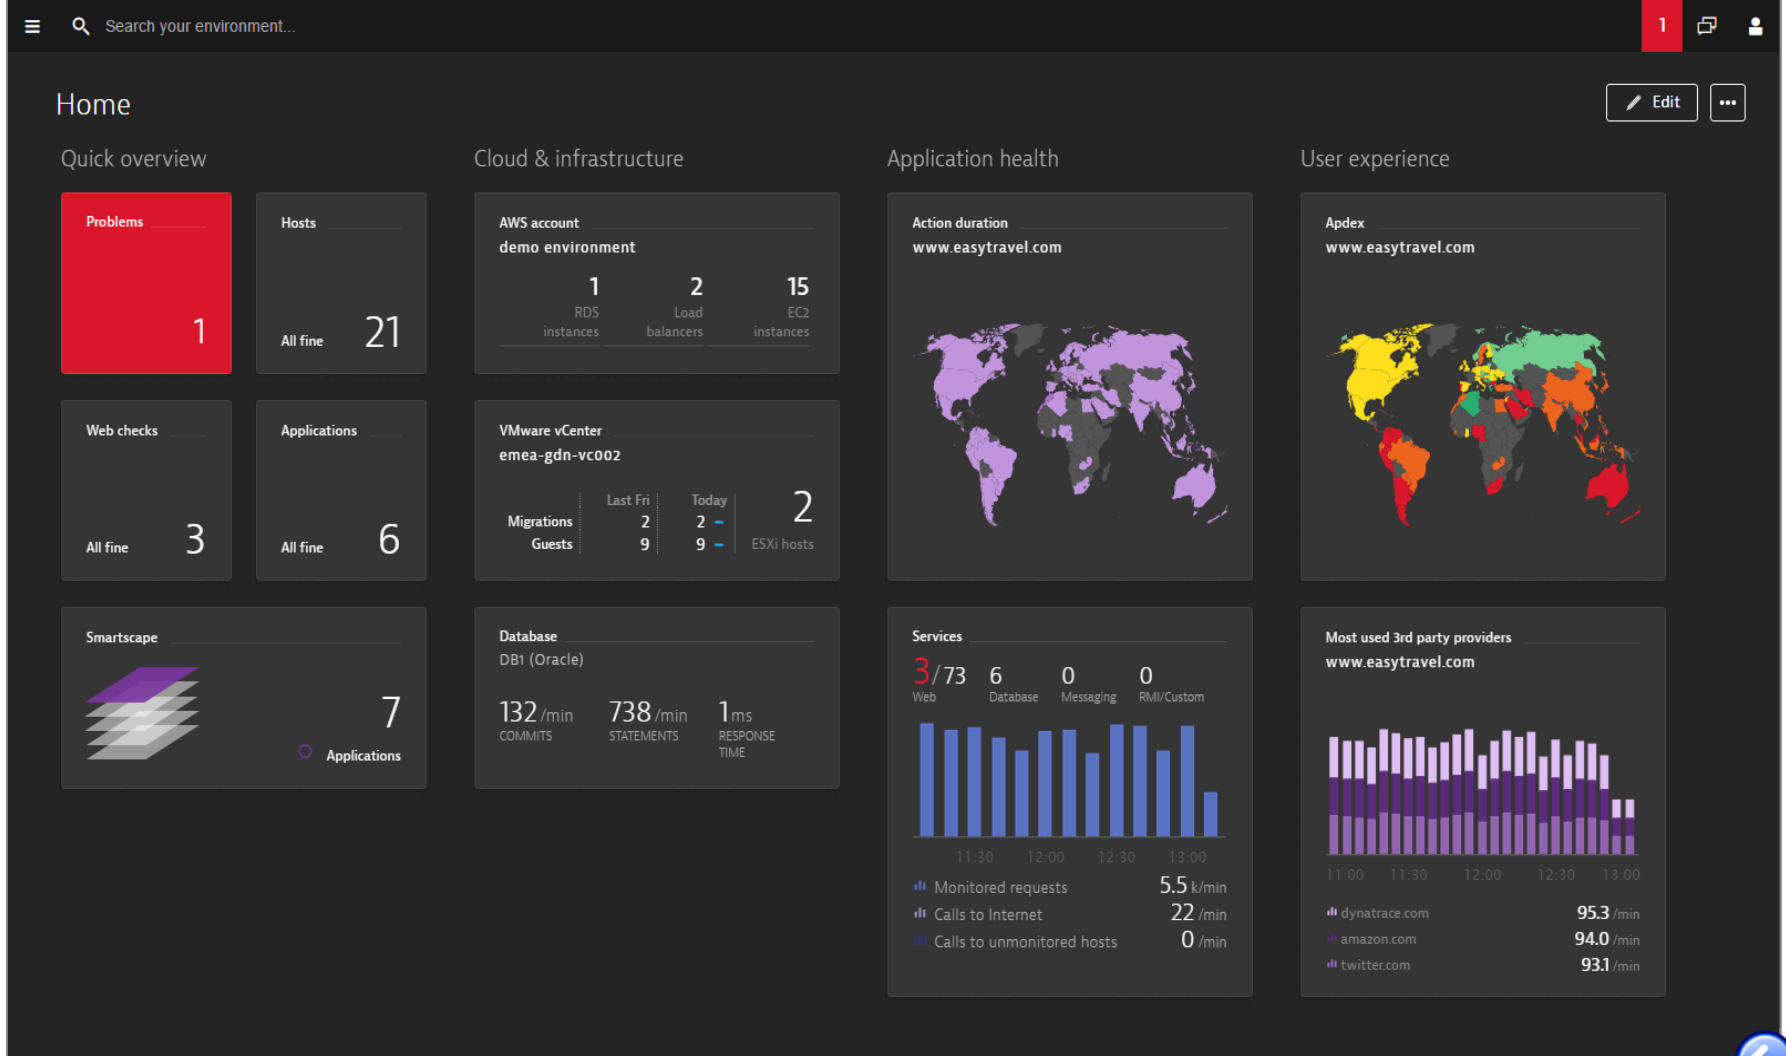 Search your environment...
1
Home
Edit
Quick overview
Cloud & infrastructure
Application health
User experience
Problems
1
Hosts
All fine 21
Web checks
All fine 3
Applications
All fine 6
Smartscape
7
Applications
AWS account
demo environment
1 2 15
RDS Load EC2
instances balancers instances
VMware vCenter
emea-gdn-vc002
Last Fri Today
Migrations 2 2
Guests 9 9
2
ESXi hosts
Database
DB1 (Oracle)
132 /min 738 /min 1 ms
COMMITS STATEMENTS RESPONSE
TIME
Action duration
www.easytravel.com
Services
3/73 6 0 0
Web Database Messaging RMI/Custom
11:30 12:00 12:30 13:00
Monitored requests 5.5 k/min
Calls to Internet 22 /min
Calls to unmonitored hosts 0 /min
Apdex
www.easytravel.com
Most used 3rd party providers
www.easytravel.com
11:00 11:30 12:00 12:30 13:00
dynatrace.com 95.3 /min
amazon.com 94.0 /min
twitter.com 93.1 /min